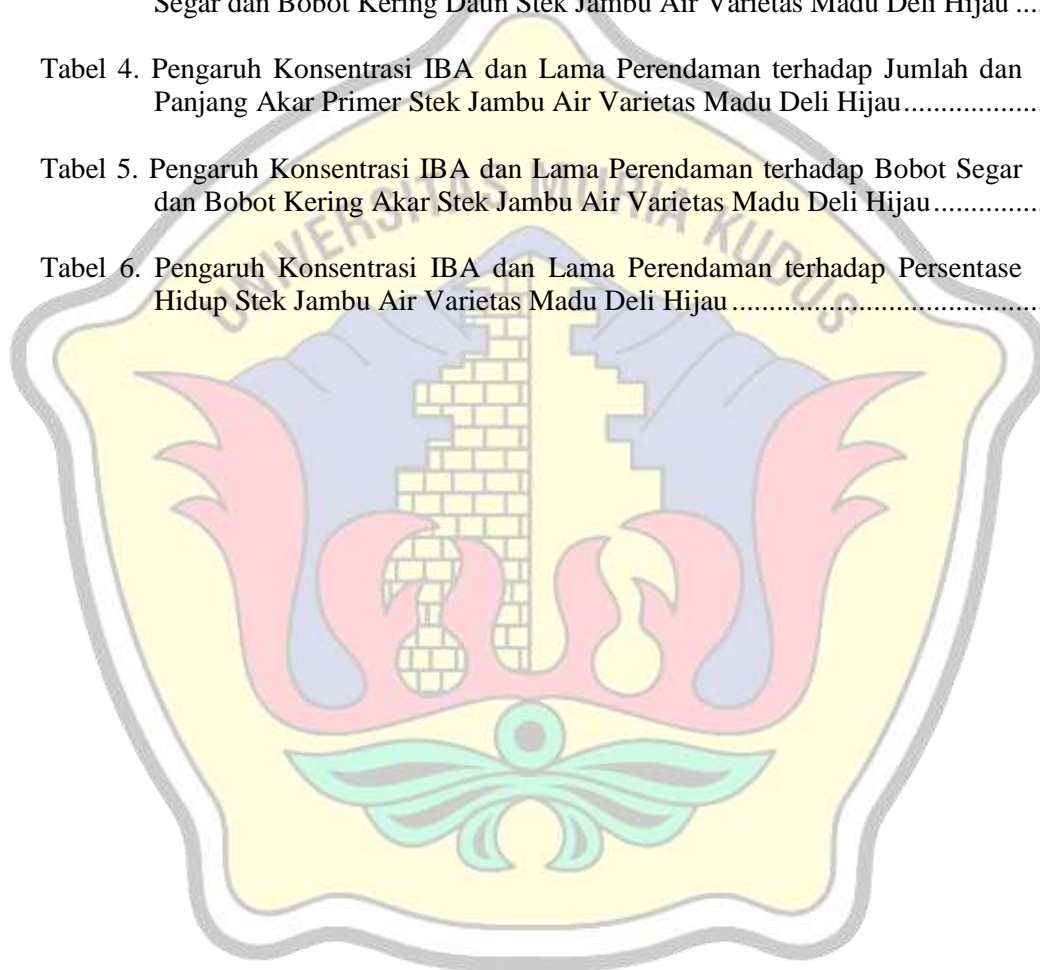 Segar dan Bobot Kering Daun Stek Jambu Air Varietas Madu Deli Hijau ....
Tabel 4. Pengaruh Konsentrasi IBA dan Lama Perendaman terhadap Jumlah dan
Panjang Akar Primer Stek Jambu Air Varietas Madu Deli Hijau...................
Tabel 5. Pengaruh Konsentrasi IBA dan Lama Perendaman terhadap Bobot Segar
dan Bobot Kering Akar Stek Jambu Air Varietas Madu Deli Hijau...............
Tabel 6. Pengaruh Konsentrasi IBA dan Lama Perendaman terhadap Persentase
Hidup Stek Jambu Air Varietas Madu Deli Hijau..........................................
UNIVERSITAS MURIA KUDUS